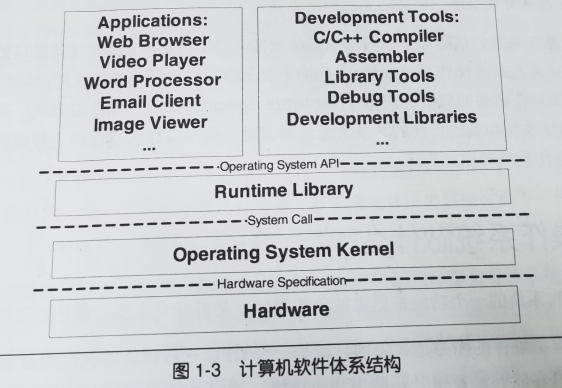 Applications:
Web Browser
Video Player
Word Processor
Email Client
Image Viewer
...
Development Tools:
C/C++ Compiler
Assembler
Library Tools
Debug Tools
Development Libraries
...
Operating System API
Runtime Library
System Call
Operating System Kernel
Hardware Specification
Hardware
图 1-3 计算机软件体系结构